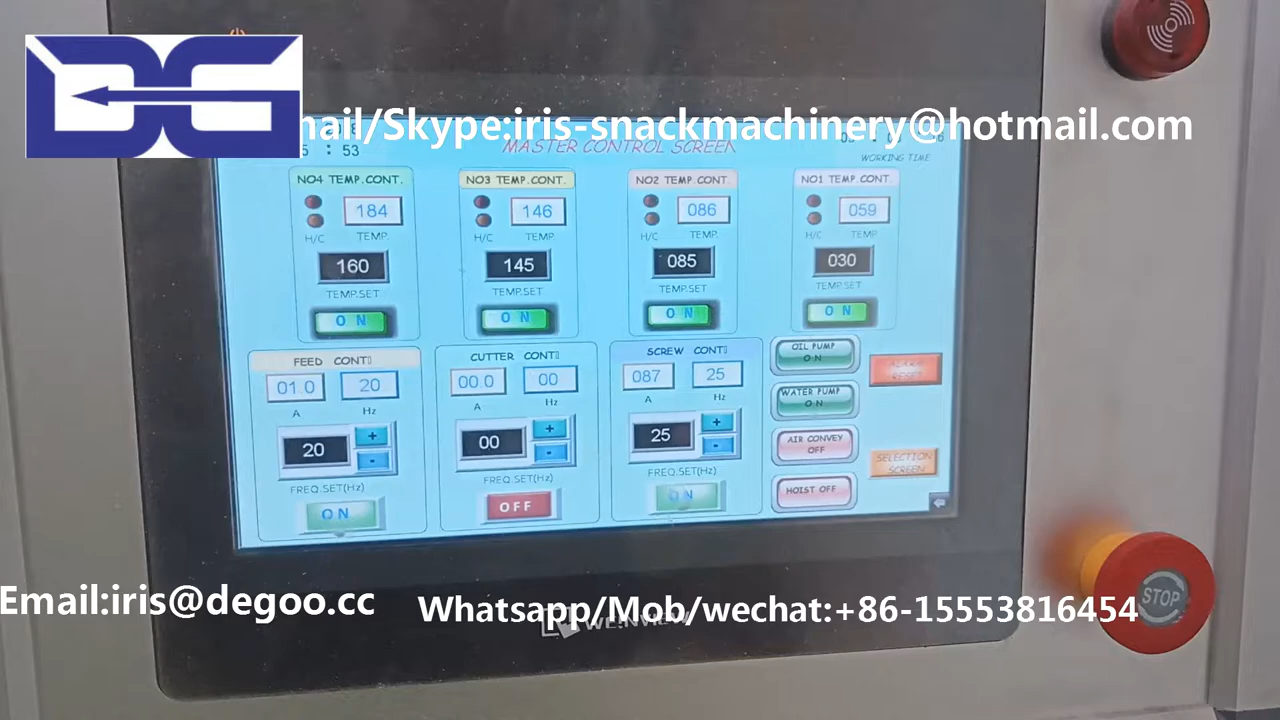 DG
mail/Skype:iris-snackmachinery@hotmail.com
: 53
MASTER CONTROL SCREEN
WORKING TIME
NO4 TEMP.CONT. NO3 TEMP.CONT. NO2 TEMP.CONT. NO1 TEMP.CONT.
184 146 086 059
H/C TEMP. H/C TEMP. H/C TEMP. H/C TEMP.
160 145 085 030
TEMP.SET TEMP.SET TEMP.SET TEMP.SET
ON ON ON ON
FEED CONT CUTTER CONT SCREW CONT
01.0 20 00.0 00 087 25
A Hz A Hz A Hz
20 + - 00 + - 25 + -
FREQ.SET(Hz) FREQ.SET(Hz) FREQ.SET(Hz)
ON OFF ON
OIL PUMP
ON
WATER PUMP
ON
AIR CONVEY
OFF
HOIST OFF
SELECTION
SCREEN
STOP
Email:iris@degoo.cc
Whatsapp/Mob/wechat:+86-15553816454
WEINVIEW